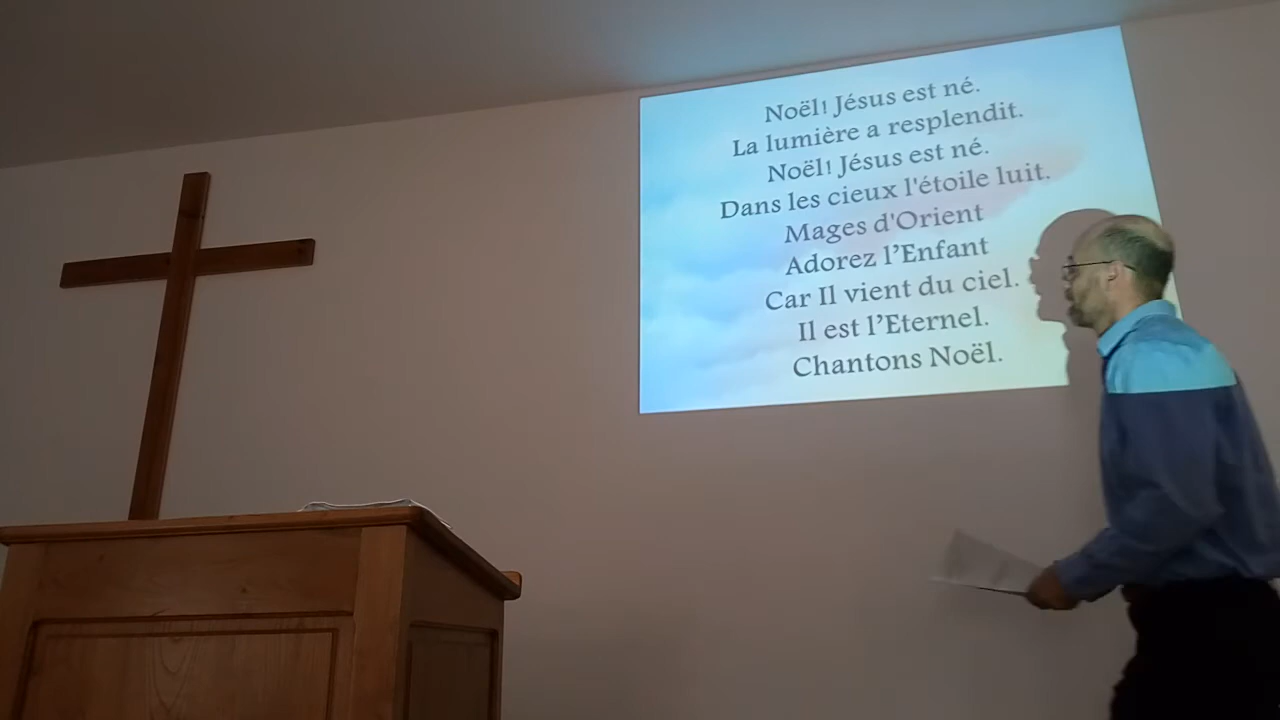 Noël! Jésus est né.
La lumière a resplendit.
Noël! Jésus est né.
Dans les cieux l'étoile luit.
Mages d'Orient
Adorez l’Enfant
Car Il vient du ciel.
Il est l’Eternel.
Chantons Noël.